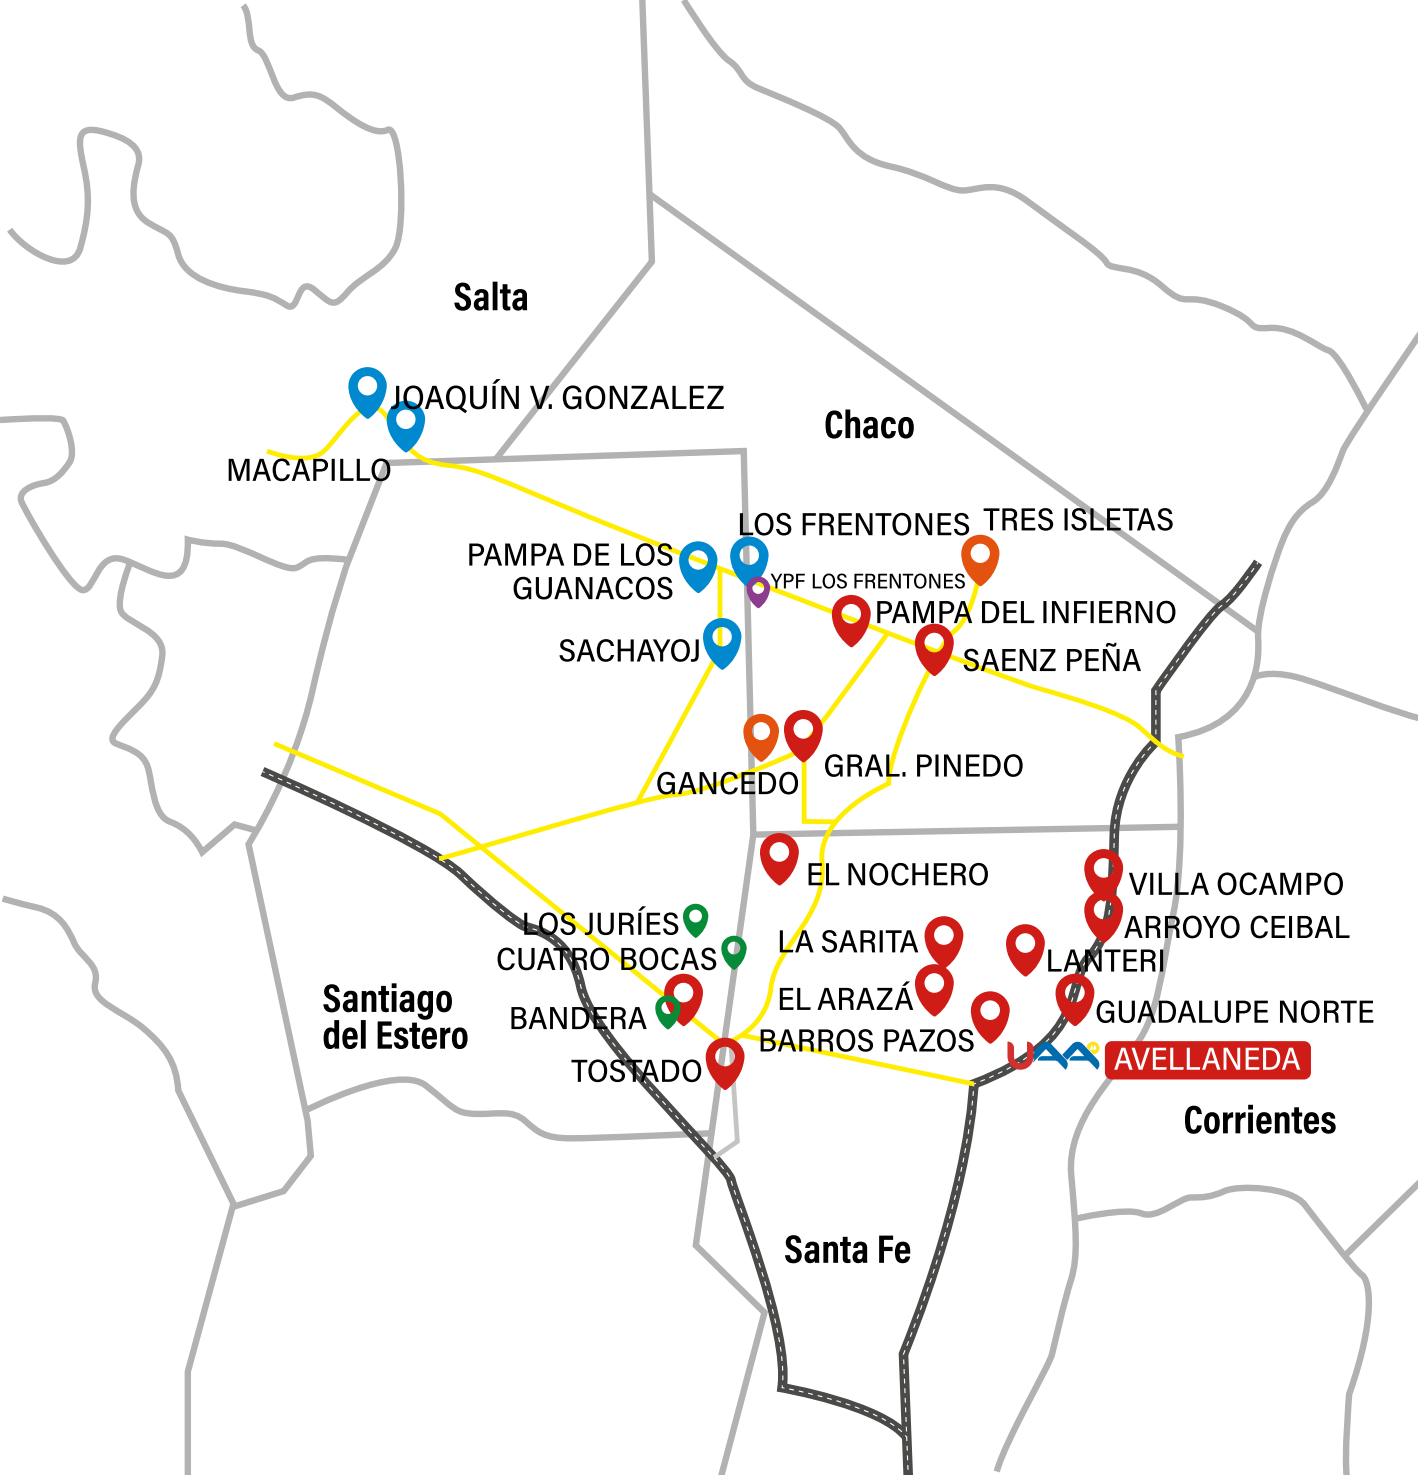 Salta
JOAQUÍN V. GONZALEZ
Chaco
MACAPILLO
LOS FRENTONES
TRES ISLETAS
PAMPA DE LOS
GUANACOS
YPF LOS FRENTONES
PAMPA DEL INFIERNO
SACHAYOJ
SAENZ PEÑA
GANCEDO
GRAL. PINEDO
EL NOCHERO
VILLA OCAMPO
LOS JURÍES
ARROYO CEIBAL
LA SARITA
CUATRO BOCAS
LANTERI
Santiago
del Estero
EL ARAZÁ
BANDERA
GUADALUPE NORTE
BARROS PAZOS
UAA
AVELLANEDA
TOSTADO
Corrientes
Santa Fe